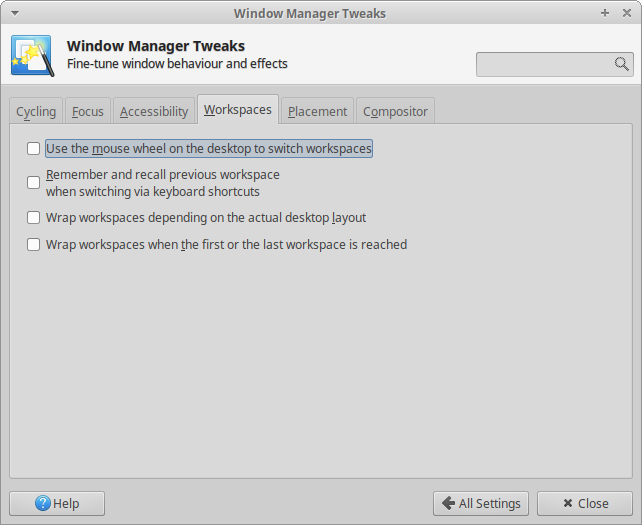 Window Manager Tweaks
Window Manager Tweaks
Fine-tune window behaviour and effects
Cycling Focus Accessibility Workspaces Placement Compositor
Use the mouse wheel on the desktop to switch workspaces
Remember and recall previous workspace
when switching via keyboard shortcuts
Wrap workspaces depending on the actual desktop layout
Wrap workspaces when the first or the last workspace is reached
Help All Settings Close